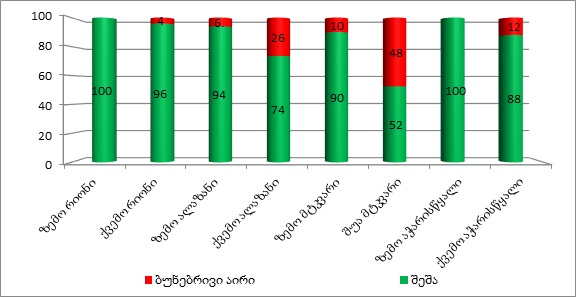 100
80
60
40
20
0
4
6
26
10
48
12
100
96
94
74
90
52
100
88
ზემო რიონი
ქვემო რიონი
ზემო ალაზანი
ქვემო ალაზანი
ზემო მტკვარი
შუა მტკვარი
ზემო აჭარისწყალი
ქვემო აჭარისწყალი
ბუნებრივი აირი
შეშა